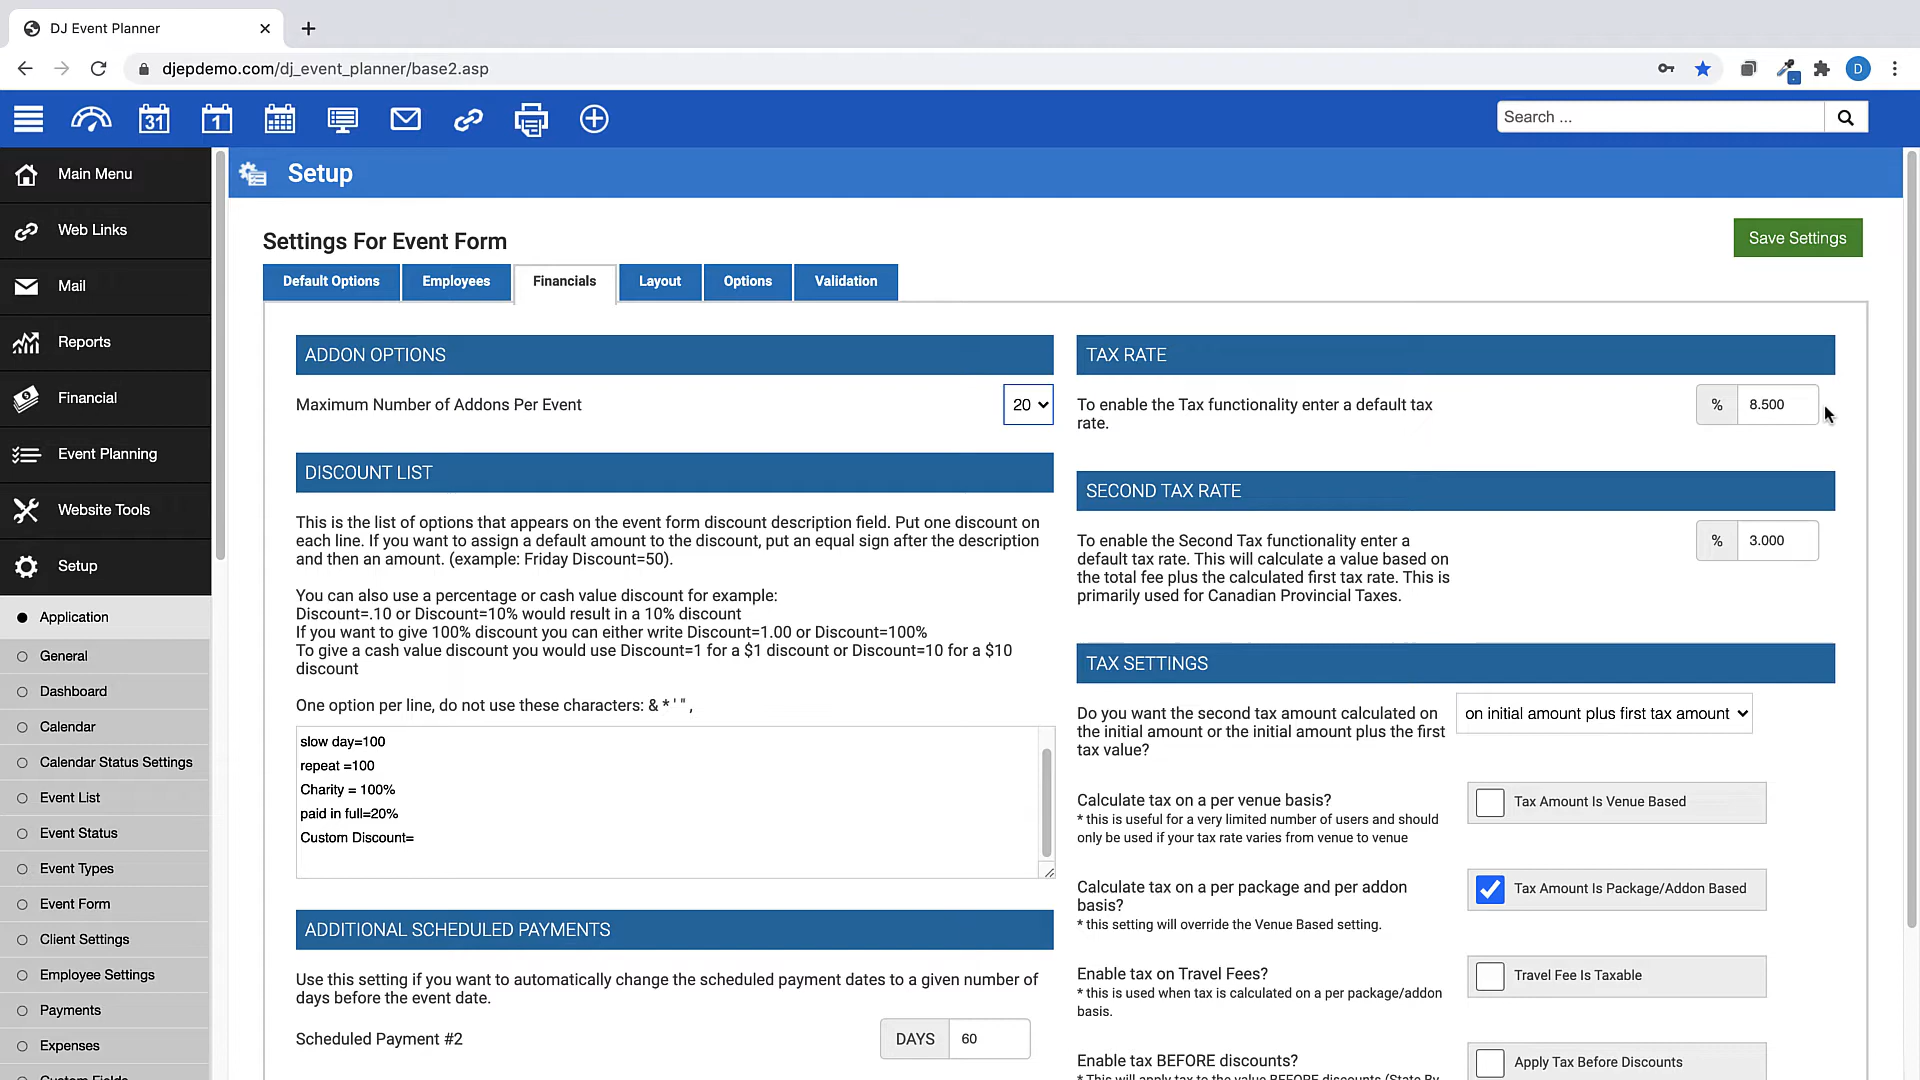 DJ Event Planner
djepdemo.com/dj_event_planner/base2.asp
D
31
1
Search ...
Main Menu
Web Links
Mail
Reports
Financial
Event Planning
Website Tools
Setup
Application
General
Dashboard
Calendar
Calendar Status Settings
Event List
Event Status
Event Types
Event Form
Client Settings
Employee Settings
Payments
Expenses
Custom Fields
Setup
Settings For Event Form
Save Settings
Default Options
Employees
Financials
Layout
Options
Validation
ADDON OPTIONS
Maximum Number of Addons Per Event
20
DISCOUNT LIST
This is the list of options that appears on the event form discount description field. Put one discount on
each line. If you want to assign a default amount to the discount, put an equal sign after the description
and then an amount. (example: Friday Discount=50).
You can also use a percentage or cash value discount for example:
Discount=.10 or Discount=10% would result in a 10% discount
If you want to give 100% discount you can either write Discount=1.00 or Discount=100%
To give a cash value discount you would use Discount=1 for a $1 discount or Discount=10 for a $10
discount
One option per line, do not use these characters: & * ' " ,
slow day=100
repeat =100
Charity = 100%
paid in full=20%
Custom Discount=
ADDITIONAL SCHEDULED PAYMENTS
Use this setting if you want to automatically change the scheduled payment dates to a given number of
days before the event date.
Scheduled Payment #2
DAYS
60
TAX RATE
To enable the Tax functionality enter a default tax
rate.
%
8.500
SECOND TAX RATE
To enable the Second Tax functionality enter a
default tax rate. This will calculate a value based on
the total fee plus the calculated first tax rate. This is
primarily used for Canadian Provincial Taxes.
%
3.000
TAX SETTINGS
Do you want the second tax amount calculated on
the initial amount or the initial amount plus the first
tax value?
on initial amount plus first tax amount
Calculate tax on a per venue basis?
* this is useful for a very limited number of users and should
only be used if your tax rate varies from venue to venue
Tax Amount Is Venue Based
Calculate tax on a per package and per addon
basis?
* this setting will override the Venue Based setting.
Tax Amount Is Package/Addon Based
Enable tax on Travel Fees?
* this is used when tax is calculated on a per package/addon
basis.
Travel Fee Is Taxable
Enable tax BEFORE discounts?
* This will apply tax to the value BEFORE discounts (State By
Apply Tax Before Discounts